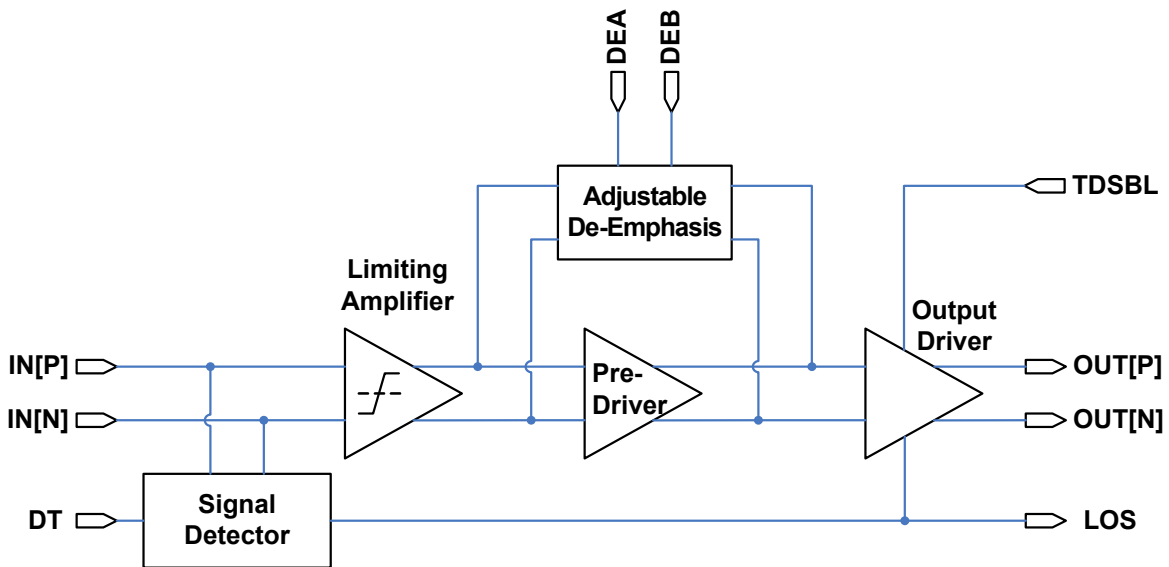 DEA
DEB
Adjustable
De-Emphasis
TDSBL
Limiting
Amplifier
Output
Driver
IN[P]
Pre-
Driver
OUT[P]
IN[N]
OUT[N]
DT
Signal
Detector
LOS